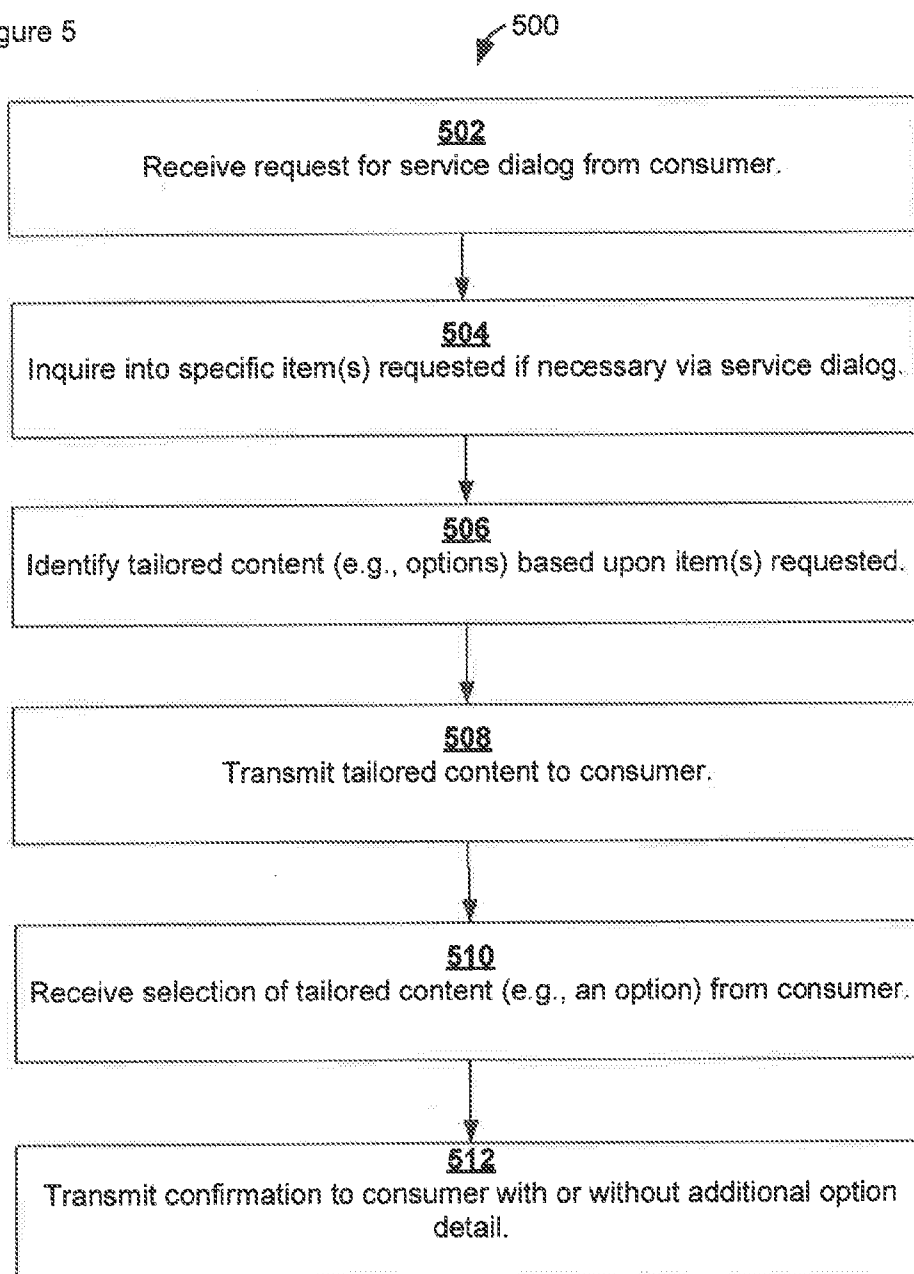 gure 5
500
502
Receive request for service dialog from consumer.
504
Inquire into specific item(s) requested if necessary via service dialog.
506
Identify tailored content (e.g., options) based upon item(s) requested.
508
Transmit tailored content to consumer.
510
Receive selection of tailored content (e.g., an option) from consumer.
512
Transmit confirmation to consumer with or without additional option
detail.